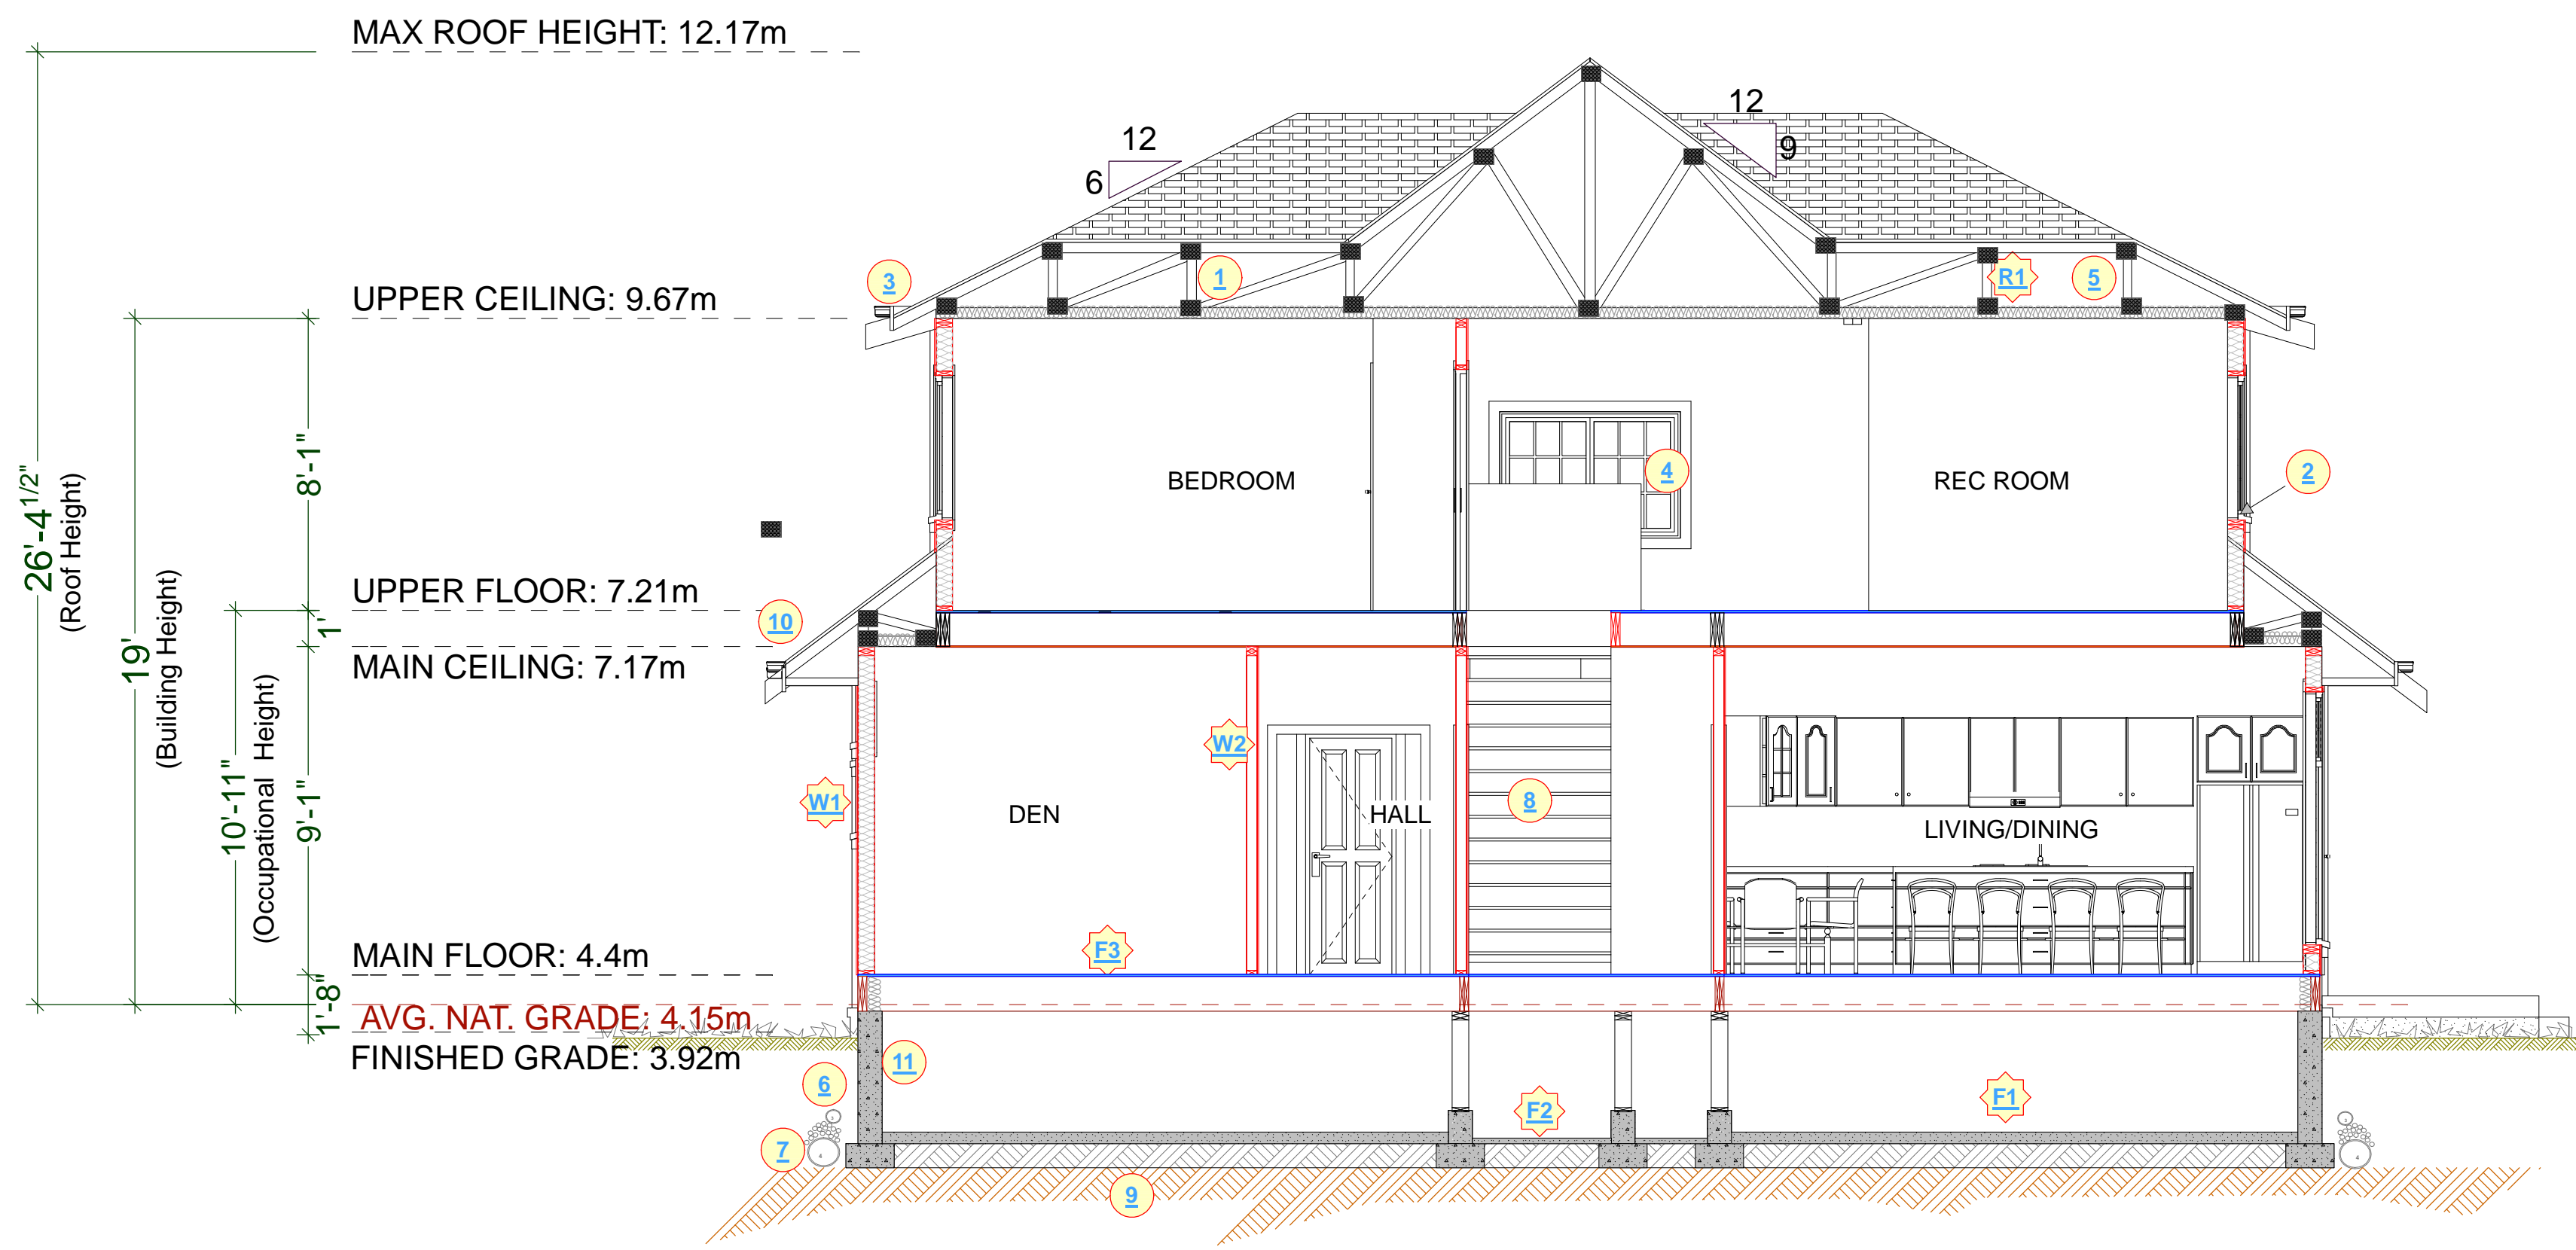 MAX ROOF HEIGHT: 12.17m
12
6
12
9
3
1
R1
5
UPPER CEILING: 9.67m
8'-1"
26'-4 1/2"
(Roof Height)
19'
(Building Height)
10'-11"
(Occupational Height)
9'-1"
1'
1'-8"
BEDROOM
4
REC ROOM
2
UPPER FLOOR: 7.21m
10
MAIN CEILING: 7.17m
W2
W1
DEN
HALL
8
LIVING/DINING
F3
MAIN FLOOR: 4.4m
AVG. NAT. GRADE: 4.15m
FINISHED GRADE: 3.92m
11
6
F2
F1
7
4
4
9